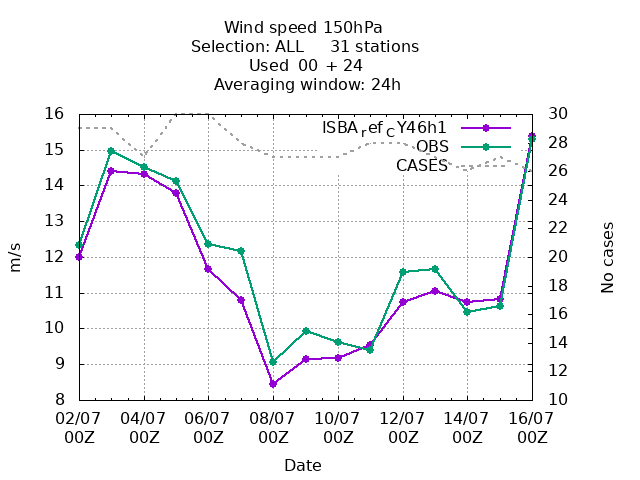 Wind speed 150hPa
Selection: ALL     31 stations
Used  00 + 24
Averaging window: 24h
16
15
14
13
12
11
10
9
8
m/s
30
28
26
24
22
20
18
16
14
12
10
No cases
ISBA_ref_CY46h1
OBS
CASES
02/07 04/07 06/07 08/07 10/07 12/07 14/07 16/07
00Z 00Z 00Z 00Z 00Z 00Z 00Z 00Z
Date